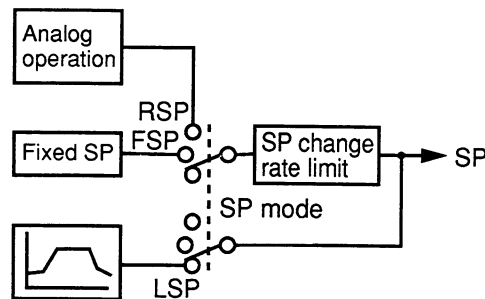 Analog
operation
RSP
FSP
Fixed SP
SP change
rate limit
SP
SP mode
LSP